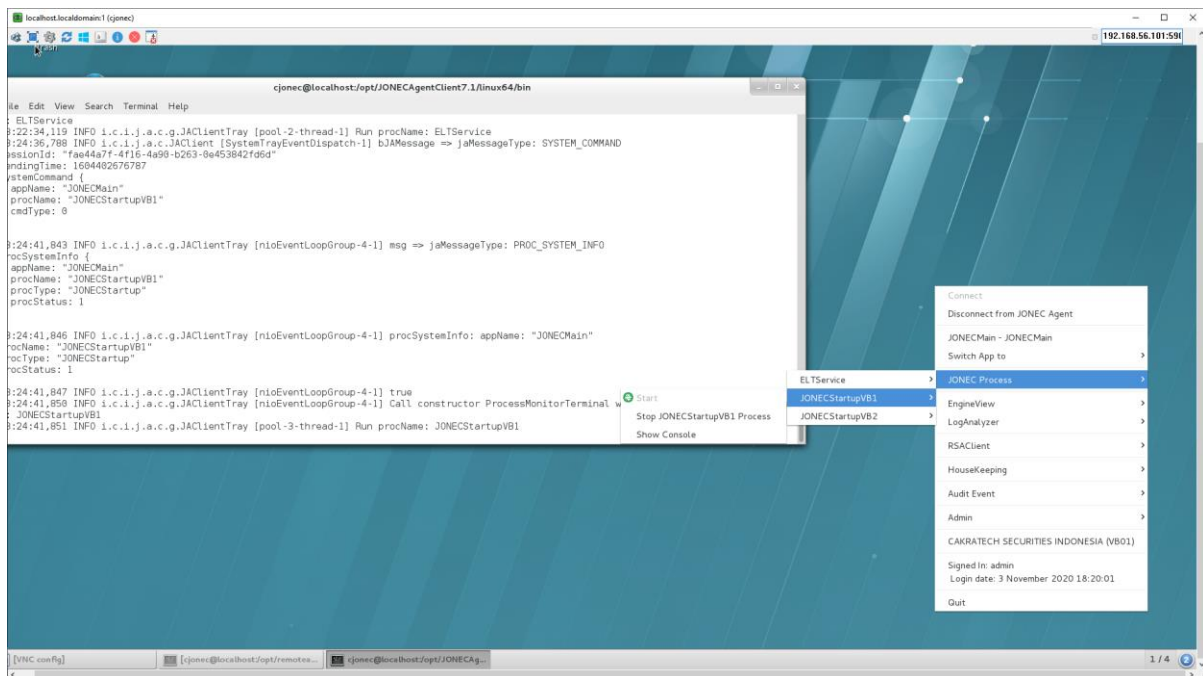 localhost.localdomain:1 (cjonec)
192.168.56.101:590
Trash
cjonec@localhost:/opt/JONECAgentClient7.1/linux64/bin
ile Edit View Search Terminal Help
: ELTService
:22:34,119 INFO i.c.i.j.a.c.g.JAClientTray [pool-2-thread-1] Run procName: ELTService
:24:36,788 INFO i.c.i.j.a.c.JAClient [SystemTrayEventDispatch-1] bJAMessage => jaMessageType: SYSTEM_COMMAND
essionId: "fae44a7f-4f16-4a90-b263-0e453842fd6d"
endingTime: 1604402676787
ystemCommand {
appName: "JONECMain"
procName: "JONECStartupVB1"
cmdType: 0
:24:41,843 INFO i.c.i.j.a.c.g.JAClientTray [nioEventLoopGroup-4-1] msg => jaMessageType: PROC_SYSTEM_INFO
rocSystemInfo {
appName: "JONECMain"
procName: "JONECStartupVB1"
procType: "JONECStartup"
procStatus: 1
:24:41,846 INFO i.c.i.j.a.c.g.JAClientTray [nioEventLoopGroup-4-1] procSystemInfo: appName: "JONECMain"
rocName: "JONECStartupVB1"
rocType: "JONECStartup"
rocStatus: 1
:24:41,847 INFO i.c.i.j.a.c.g.JAClientTray [nioEventLoopGroup-4-1] true
:24:41,850 INFO i.c.i.j.a.c.g.JAClientTray [nioEventLoopGroup-4-1] Call constructor ProcessMonitorTerminal w
: JONECStartupVB1
:24:41,851 INFO i.c.i.j.a.c.g.JAClientTray [pool-3-thread-1] Run procName: JONECStartupVB1
Start
Stop JONECStartupVB1 Process
Show Console
ELTService
JONECStartupVB1
JONECStartupVB2
Connect
Disconnect from JONEC Agent
JONECMain - JONECMain
Switch App to
JONEC Process
EngineView
LogAnalyzer
RSAClient
HouseKeeping
Audit Event
Admin
CAKRATECH SECURITIES INDONESIA (VB01)
Signed In: admin
Login date: 3 November 2020 18:20:01
Quit
[VNC config]
[cjonec@localhost:/opt/remotea...
cjonec@localhost:/opt/JONECAg...
1 / 4
2